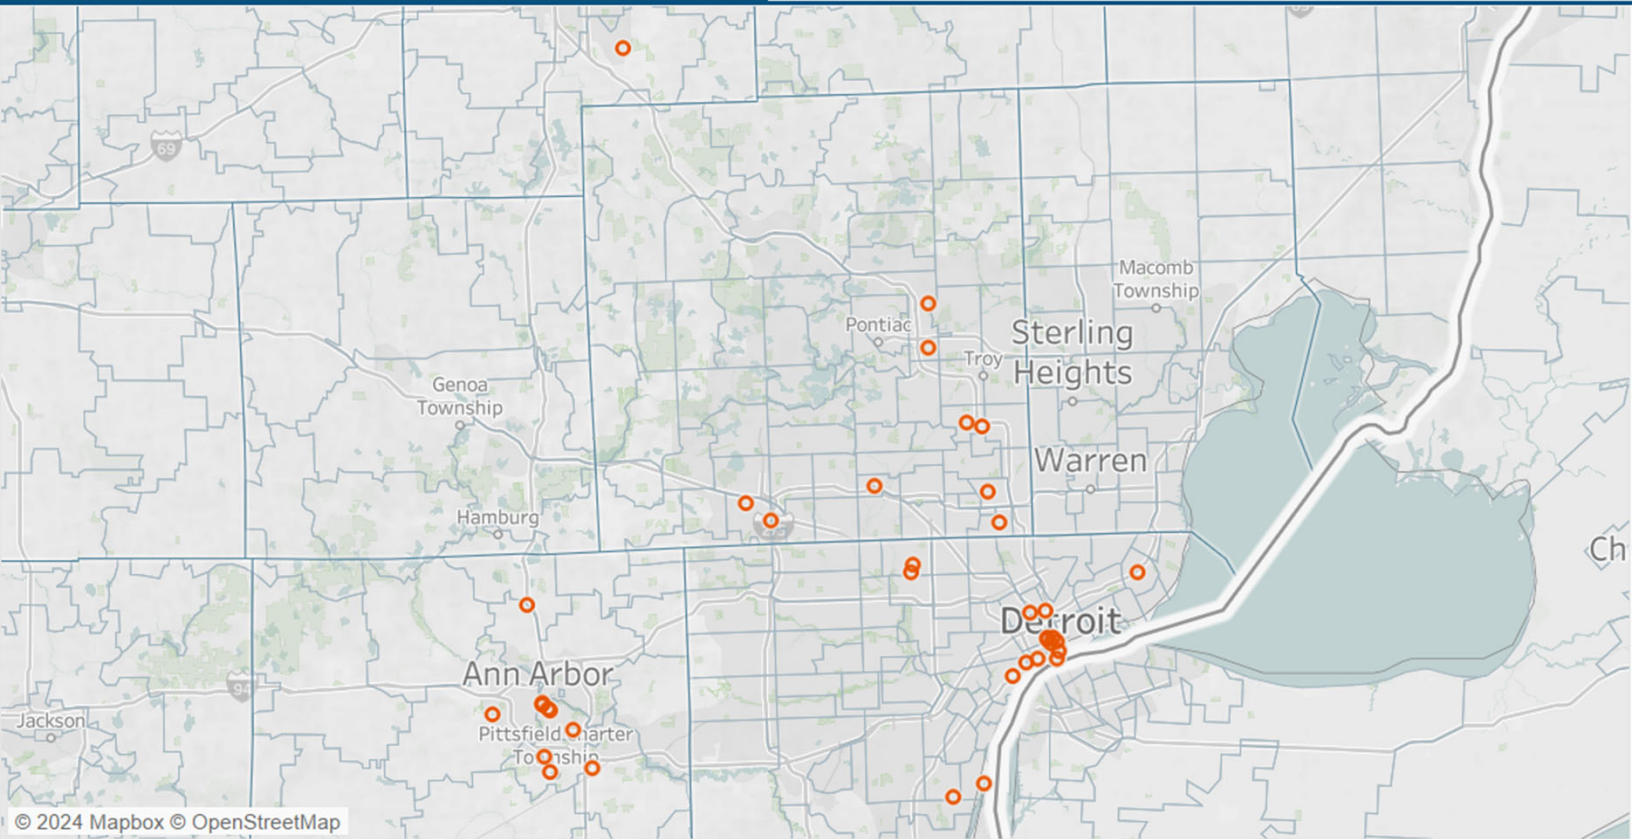 69
Macomb
Township
Pontiac
Sterling
Heights
Troy
Genoa
Township
Warren
Hamburg
Ch
Detroit
Ann Arbor
94
Jackson
Pittsfield Charter
Township
© 2024 Mapbox © OpenStreetMap